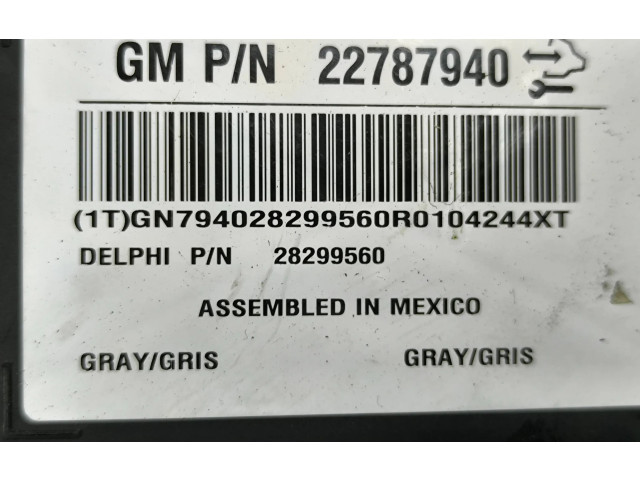 GM P/N 22787940
(1T)GN794028299560R0104244XT
DELPHI P/N 28299560
ASSEMBLED IN MEXICO
GRAY/GRIS GRAY/GRIS